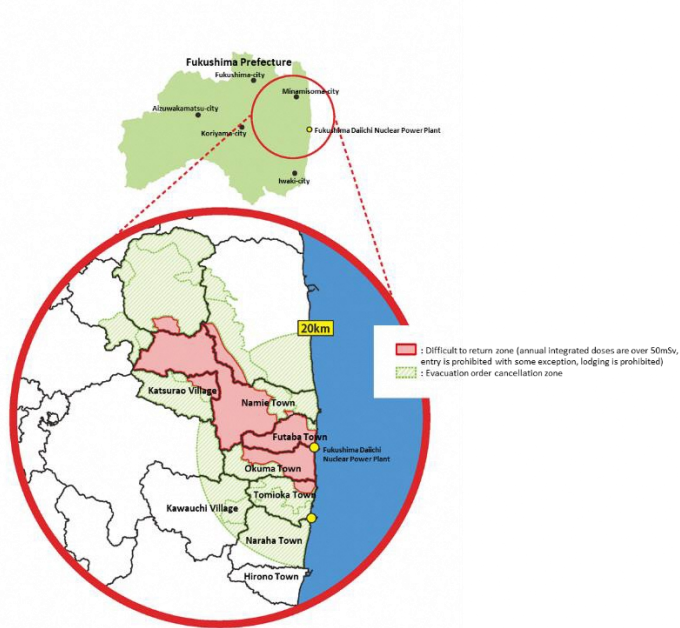 Fukushima Prefecture
Fukushima-city
Minamisoma-city
Aizuwakamatsu-city
Koriyama-city
Fukushima Daiichi Nuclear Power Plant
Iwaki-city
20km
: Difficult to return zone (annual integrated doses are over 50mSv,
entry is prohibited with some exception, lodging is prohibited)
: Evacuation order cancellation zone
Katsurao Village
Namie Town
Futaba Town
Fukushima Daiichi
Nuclear Power Plant
Okuma Town
Tomioka Town
Kawauchi Village
Naraha Town
Hirono Town